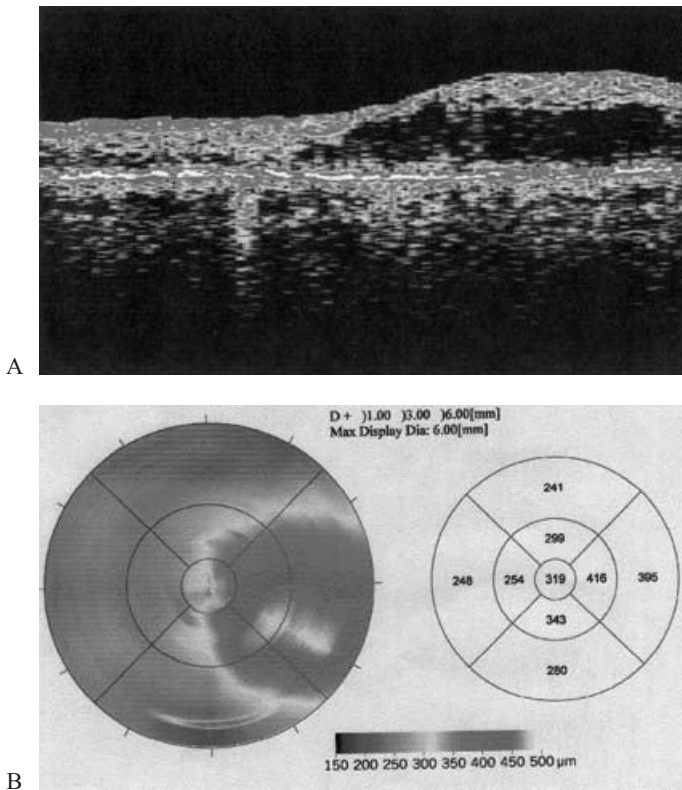 A
D + )1.00 )3.00 )6.00[mm]
Max Display Dia: 6.00[mm]
241
299
248 254 319 416 395
343
280
150 200 250 300 350 400 450 500 µm
B